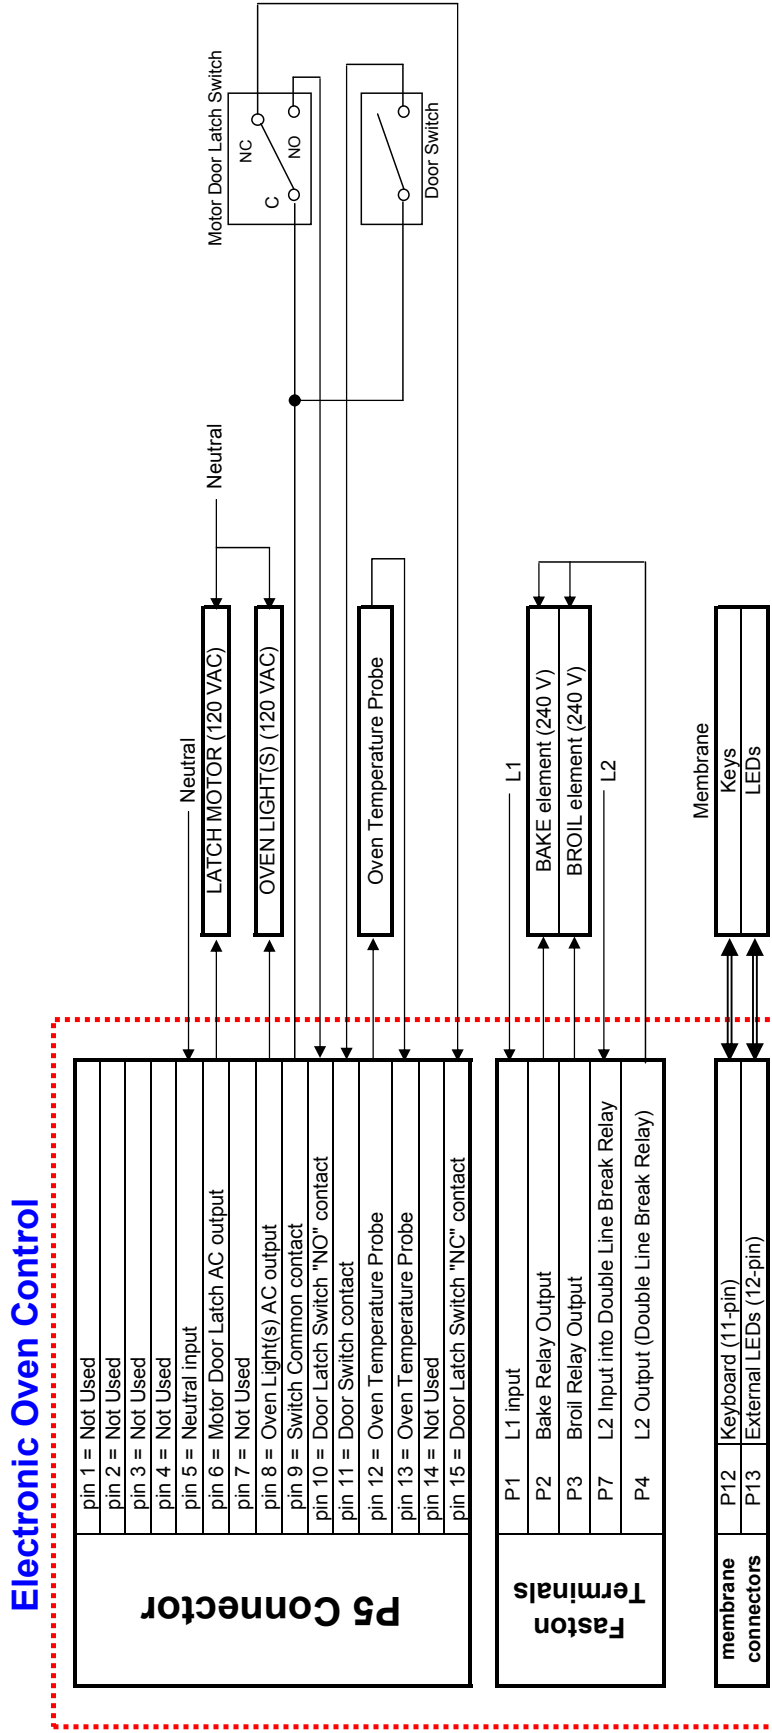 Electronic Oven Control
P5 Connector
pin 1 = Not Used
pin 2 = Not Used
pin 3 = Not Used
pin 4 = Not Used
pin 5 = Neutral input
pin 6 = Motor Door Latch AC output
pin 7 = Not Used
pin 8 = Oven Light(s) AC output
pin 9 = Switch Common contact
pin 10 = Door Latch Switch "NO" contact
pin 11 = Door Switch contact
pin 12 = Oven Temperature Probe
pin 13 = Oven Temperature Probe
pin 14 = Not Used
pin 15 = Door Latch Switch "NC" contact
Neutral
LATCH MOTOR (120 VAC)
OVEN LIGHT(S) (120 VAC)
Neutral
Oven Temperature Probe
Motor Door Latch Switch
NC
C
NO
Door Switch
Faston
Terminals
P1 L1 input
P2 Bake Relay Output
P3 Broil Relay Output
P7 L2 Input into Double Line Break Relay
P4 L2 Output (Double Line Break Relay)
L1
BAKE element (240 V)
BROIL element (240 V)
L2
membrane
connectors
P12 Keyboard (11-pin)
P13 External LEDs (12-pin)
Membrane
Keys
LEDs